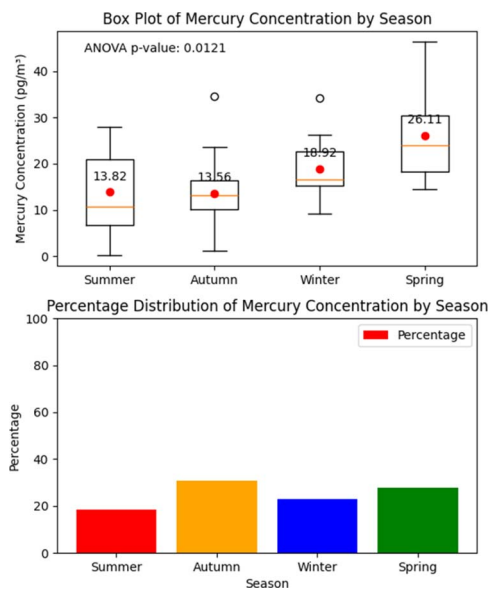 Box Plot of Mercury Concentration by Season
ANOVA p-value: 0.0121
Mercury Concentration (pg/m³)
40
30
20
10
0
13.82
13.56
18.92
26.11
Summer Autumn Winter Spring
Percentage Distribution of Mercury Concentration by Season
Percentage
Percentage
100
80
60
40
20
0
Summer Autumn Winter Spring
Season